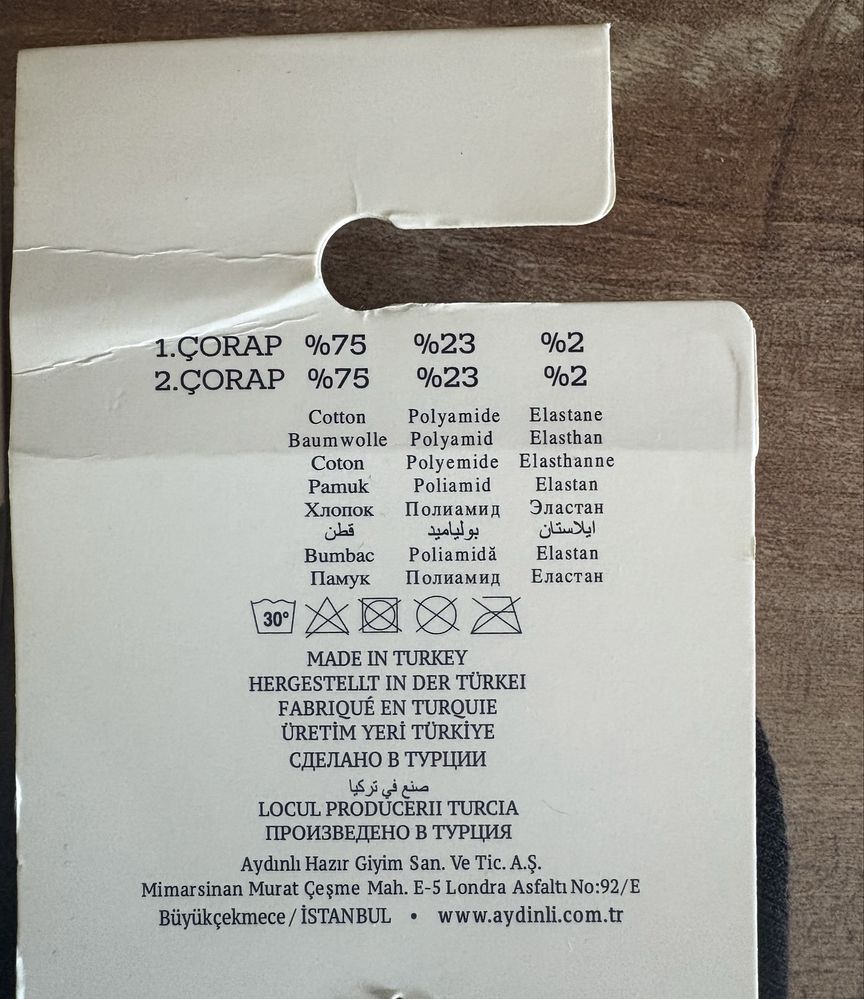 1.ÇORAP %75 %23 %2
2.ÇORAP %75 %23 %2
Cotton Polyamide Elastane
Baumwolle Polyamid Elasthan
Coton Polyemide Elasthanne
Pamuk Poliamid Elastan
Хлопок Полиамид Эластан
قطن بولياميد ايلاستان
Bumbac Poliamidă Elastan
Памук Полиамид Еластан
30°
MADE IN TURKEY
HERGESTELLT IN DER TÜRKEI
FABRIQUÉ EN TURQUIE
ÜRETİM YERİ TÜRKİYE
СДЕЛАНО В ТУРЦИИ
صنع في تركيا
LOCUL PRODUCERII TURCIA
ПРОИЗВЕДЕНО В ТУРЦИЯ
Aydınlı Hazır Giyim San. Ve Tic. A.Ş.
Mimarsinan Murat Çeşme Mah. E-5 Londra Asfaltı No:92/E
Büyükçekmece / İSTANBUL • www.aydinli.com.tr